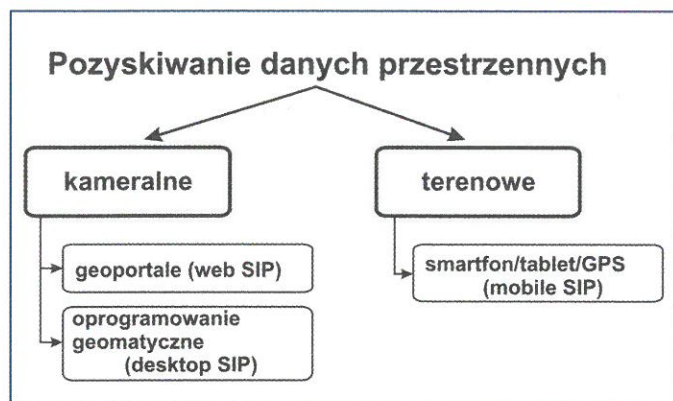 Pozyskiwanie danych przestrzennych
kameralne
geoportale (web SIP)
oprogramowanie
geomatyczne
(desktop SIP)
terenowe
smartfon/tablet/GPS
(mobile SIP)